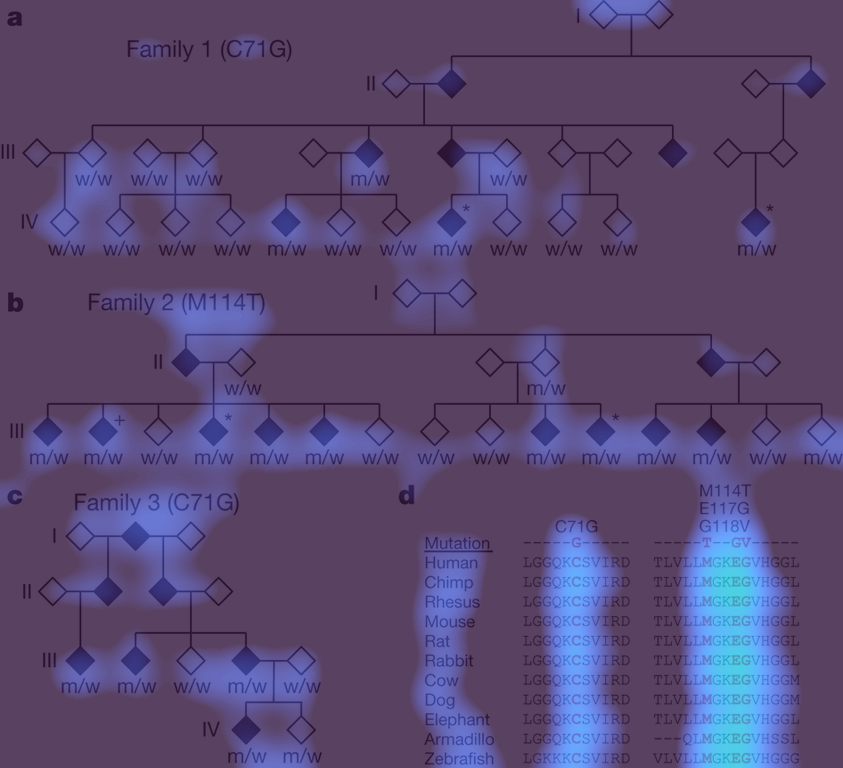 a
I
Family 1 (C71G)
II
III
w/w w/w w/w m/w w/w
* *
IV
w/w w/w w/w w/w m/w w/w w/w m/w w/w w/w w/w m/w
b
Family 2 (M114T)
I
II
w/w m/w
+ * *
III
m/w m/w w/w m/w m/w m/w w/w w/w w/w m/w m/w m/w m/w w/w m/w
c
Family 3 (C71G)
I
II
III
m/w m/w w/w m/w w/w
IV
m/w m/w
d
M114T
E117G
C71G G118V
Mutation ------G----- ------T--GV------
Human LGGQKCSVIRD TLVLLMGKEGVHGGL
Chimp LGGQKCSVIRD TLVLLMGKEGVHGGL
Rhesus LGGQKCSVIRD TLVLLMGKEGVHGGL
Mouse LGGQKCSVIRD TLVLLMGKEGVHGGL
Rat LGGQKCSVIRD TLVLLMGKEGVHGGL
Rabbit LGGQKCSVIRD TLVLLMGKEGVHGGL
Cow LGGQKCSVIRD TLVLLMGKEGVHGGM
Dog LGGQKCSVIRD TLVLLMGKEGVHGGM
Elephant LGGQKCSVIRD TLVLLMGKEGVHGGL
Armadillo LGGQKCSVIRD ---QLMGKEGVHSSL
Zebrafish LGKKKCSVIRD VLVLLMGKEGVHGGG